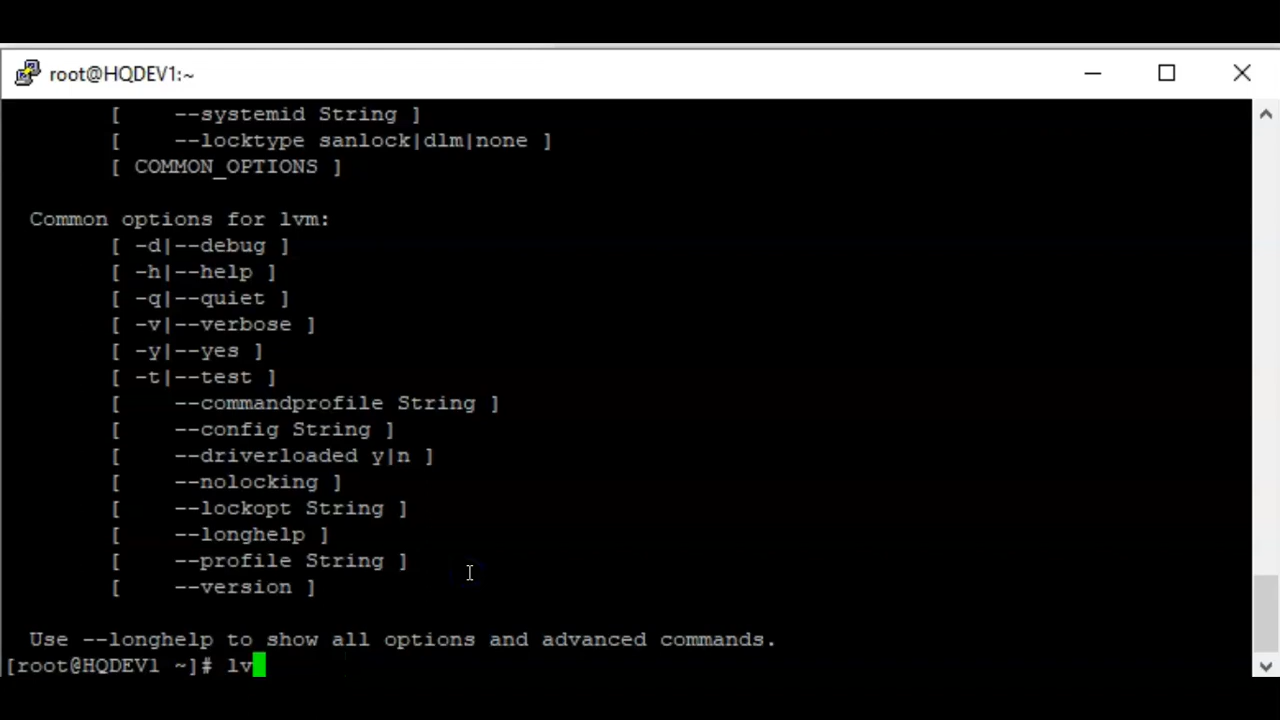 root@HQDEV1:~
[    --systemid String ]
[    --locktype sanlock|dlm|none ]
[ COMMON_OPTIONS ]
Common options for lvm:
[ -d|--debug ]
[ -h|--help ]
[ -q|--quiet ]
[ -v|--verbose ]
[ -y|--yes ]
[ -t|--test ]
[    --commandprofile String ]
[    --config String ]
[    --driverloaded y|n ]
[    --nolocking ]
[    --lockopt String ]
[    --longhelp ]
[    --profile String ]
[    --version ]
Use --longhelp to show all options and advanced commands.
[root@HQDEV1 ~]# lv